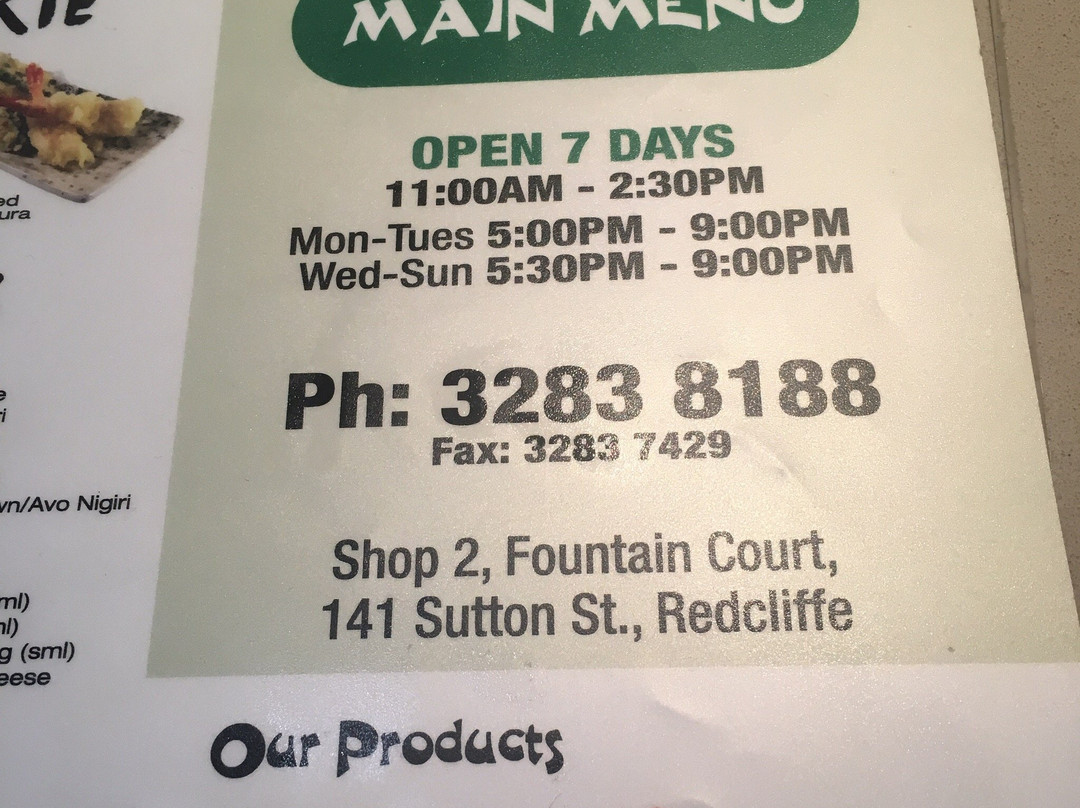 MAIN MENU
OPEN 7 DAYS
11:00AM - 2:30PM
Mon-Tues 5:00PM - 9:00PM
Wed-Sun 5:30PM - 9:00PM
Ph: 3283 8188
Fax: 3283 7429
Shop 2, Fountain Court,
141 Sutton St., Redcliffe
Nigiri
(sml)
Our Products